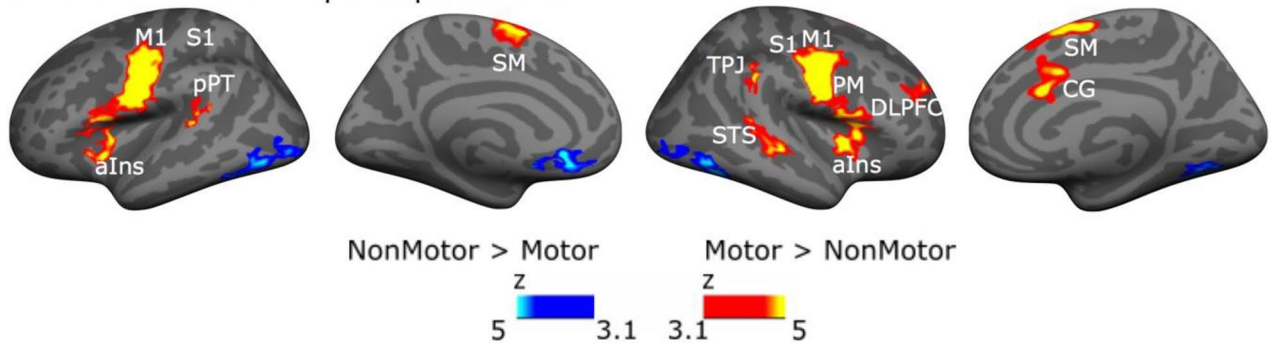 M1 S1
pPT
aIns
SM
S1 M1
TPJ
PM
DLPFC
STS
aIns
SM
CG
NonMotor > Motor
Motor > NonMotor
z
5 3.1
z
3.1 5